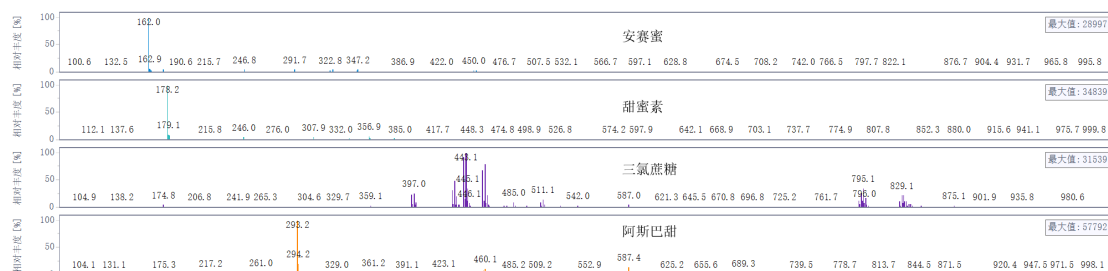 相对丰度 [%]
100
50
0
安赛蜜
最大值:28997
162.0
100.6 132.5 162.9 190.6 215.7 246.8 291.7 322.8 347.2 386.9 422.0 450.0 476.7 507.5 532.1 566.7 597.1 628.8 674.5 708.2 742.0 766.5 797.7 822.1 876.7 904.4 931.7 965.8 995.8
相对丰度 [%]
100
50
0
甜蜜素
最大值:34839
178.2
112.1 137.6 179.1 215.8 246.0 276.0 307.9 332.0 356.9 385.0 417.7 448.3 474.8 498.9 526.8 574.2 597.9 642.1 668.9 703.1 737.7 774.9 807.8 852.3 880.0 915.6 941.1 975.7 999.8
相对丰度 [%]
100
50
0
三氯蔗糖
最大值:31539
443.1
397.0 445.1 795.1
829.1
104.9 138.2 174.8 206.8 241.9 265.3 304.6 329.7 359.1 446.1 485.0 511.1 542.0 587.0 621.3 645.5 670.8 696.8 725.2 761.7 796.0 875.1 901.9 935.8 980.6
相对丰度 [%]
100
50
阿斯巴甜
最大值:57792
293.2
294.2
104.1 131.1 175.3 217.2 261.0 329.0 361.2 391.1 423.1 460.1 485.2 509.2 552.9 587.4 625.2 655.6 689.3 739.5 778.7 813.7 844.5 871.5 920.4 947.5 971.5 998.1